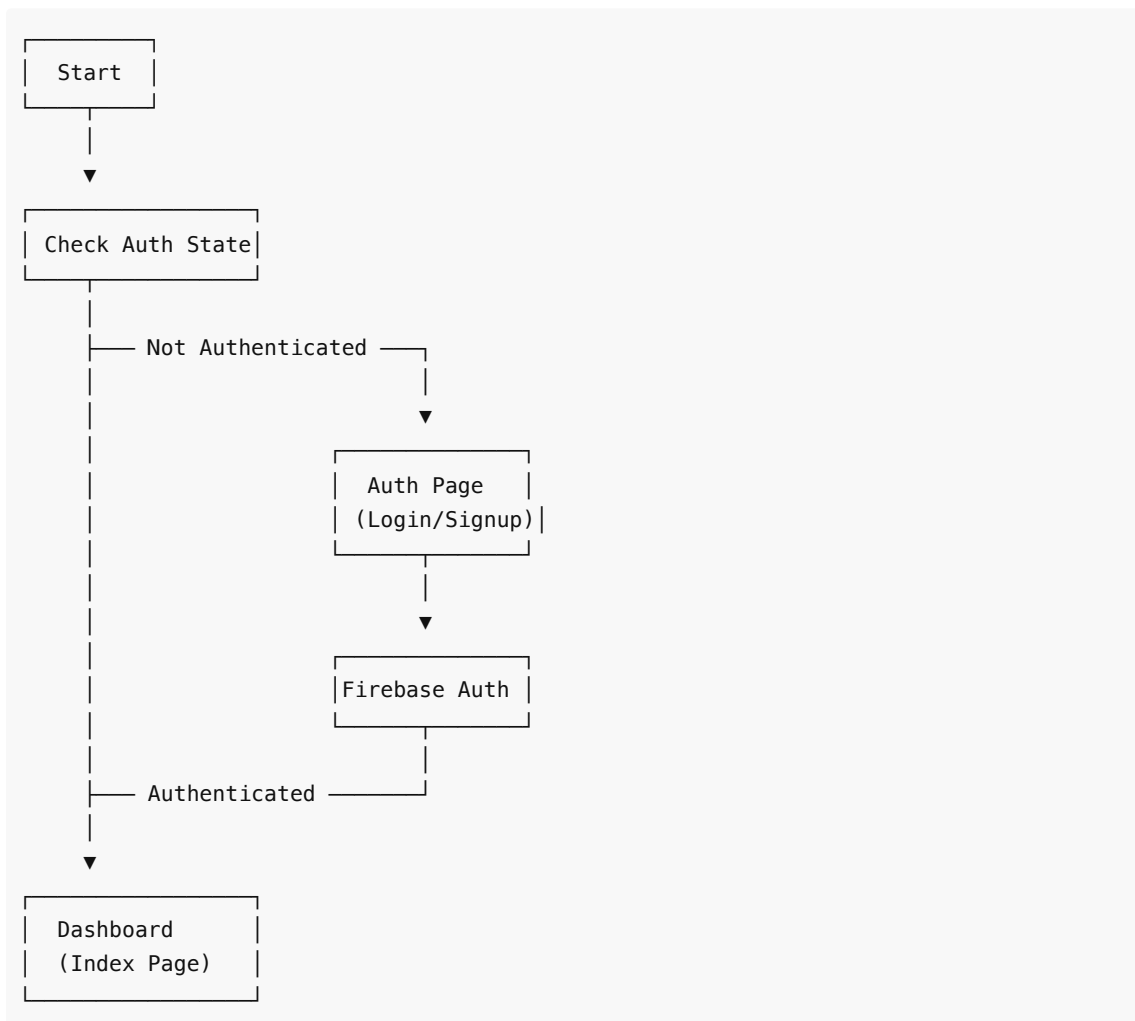 Start
Check Auth State
Not Authenticated
Auth Page
(Login/Signup)
Firebase Auth
Authenticated
Dashboard
(Index Page)